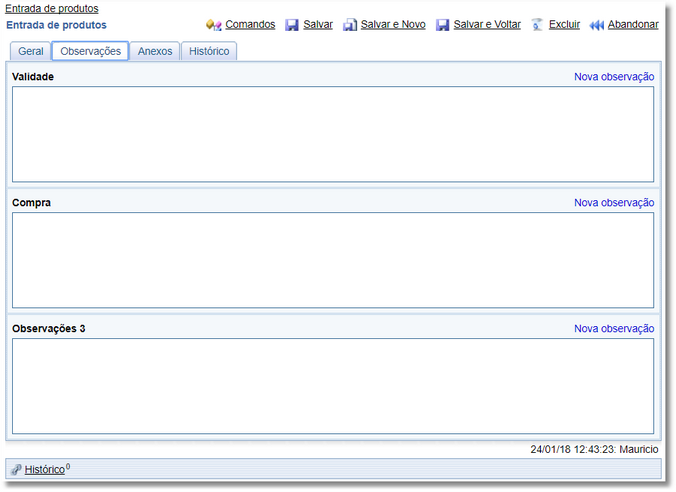 Entrada de produtos
Entrada de produtos Comandos Salvar Salvar e Novo Salvar e Voltar Excluir Abandonar
Geral Observações Anexos Histórico
Validade Nova observação
Compra Nova observação
Observações 3 Nova observação
24/01/18 12:43:23: Mauricio
Histórico 0